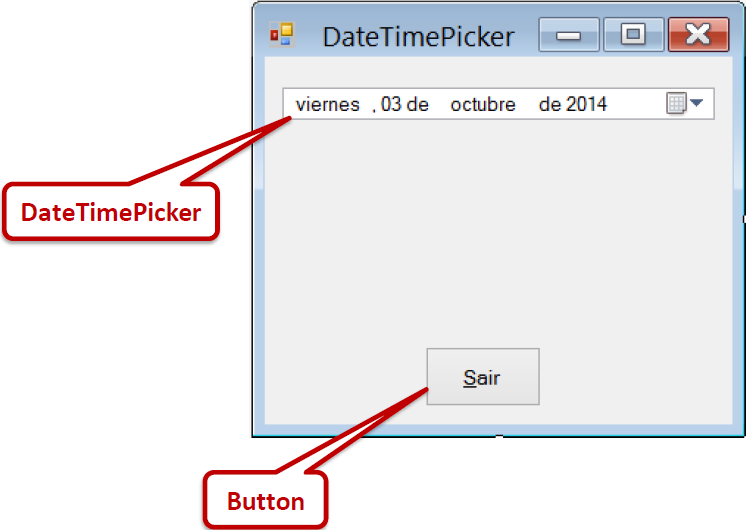 DateTimePicker
viernes , 03 de octubre de 2014
DateTimePicker
Sair
Button